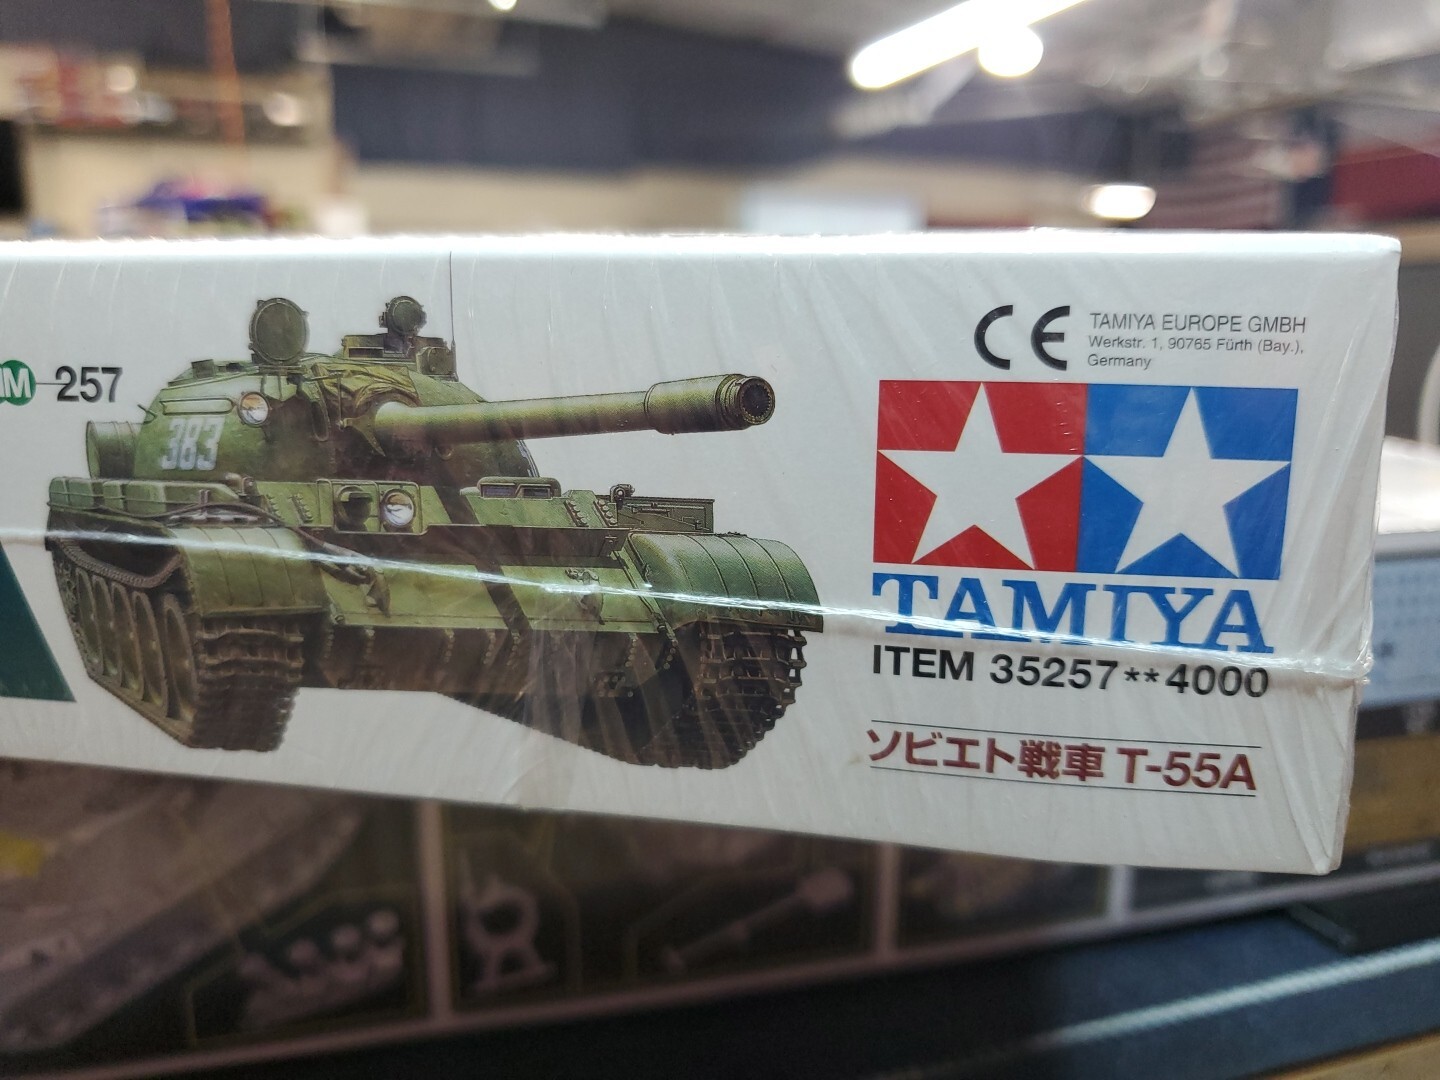 MM 257
383
CE
TAMIYA EUROPE GMBH
Werkstr. 1, 90765 Fürth (Bay.),
Germany
TAMIYA
ITEM 35257**4000
ソビエト戦車 T-55A